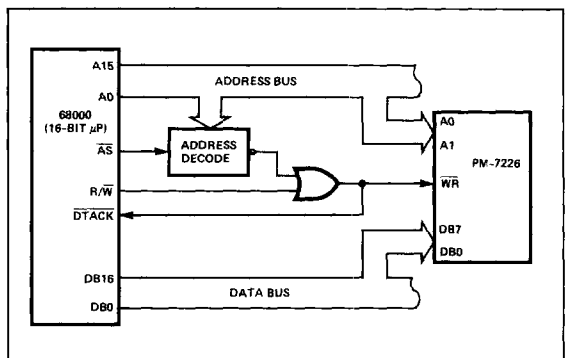 A15
ADDRESS BUS
A0
68000
(16-BIT μP)
A0
A1
PM-7226
AS
ADDRESS
DECODE
R/W
WR
DTACK
DB7
DB0
DB16
DATA BUS
DB0